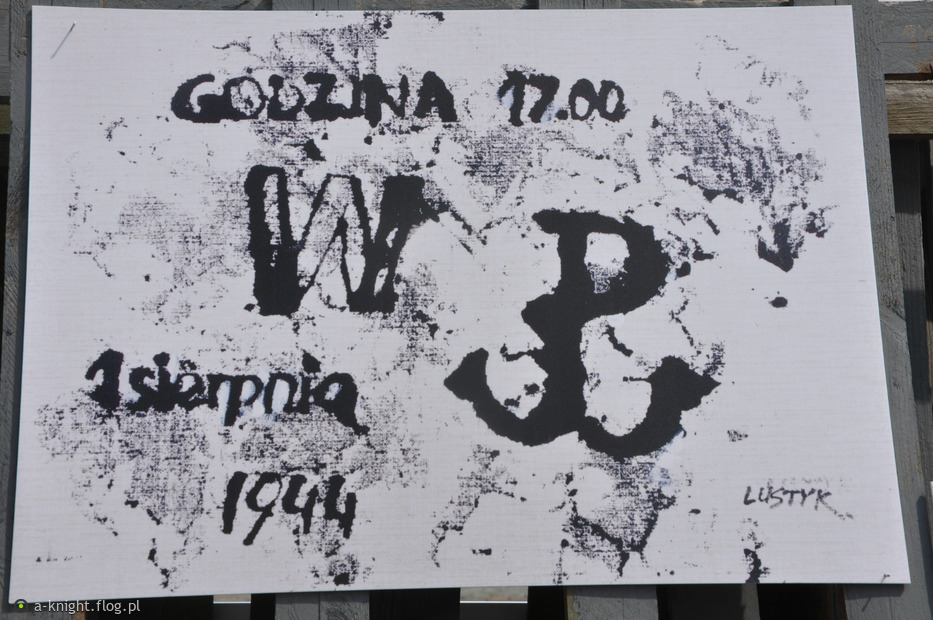 GODZINA 17.00
W
P
1 sierpnia
1944
LUSTYK
a-knight.flog.pl